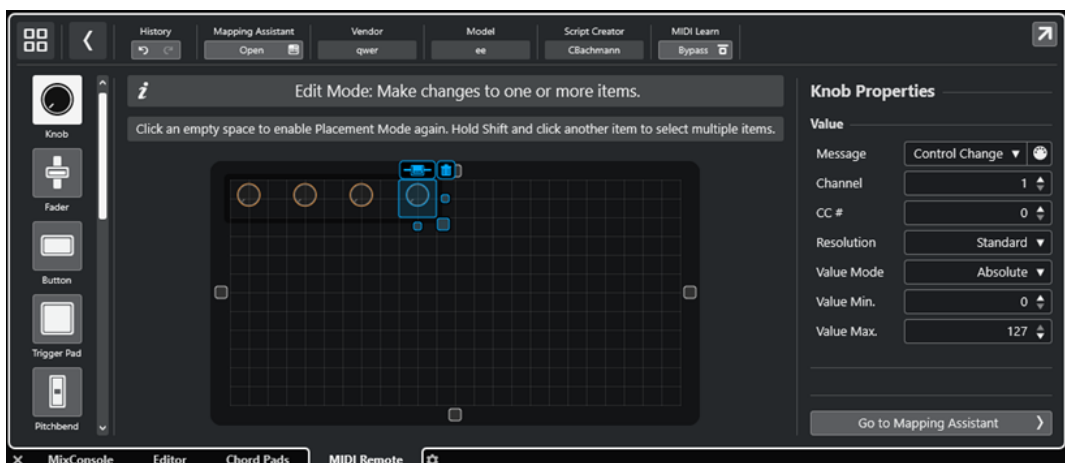 History
Mapping Assistant
Vendor
Model
Script Creator
MIDI Learn
Open
qwer
ee
CBachmann
Bypass
i
Edit Mode: Make changes to one or more items.
Click an empty space to enable Placement Mode again. Hold Shift and click another item to select multiple items.
Knob
Fader
Button
Trigger Pad
Pitchbend
Knob Properties
Value
Message Control Change
Channel 1
CC # 0
Resolution Standard
Value Mode Absolute
Value Min. 0
Value Max. 127
Go to Mapping Assistant
MixConsole Editor Chord Pads MIDI Remote